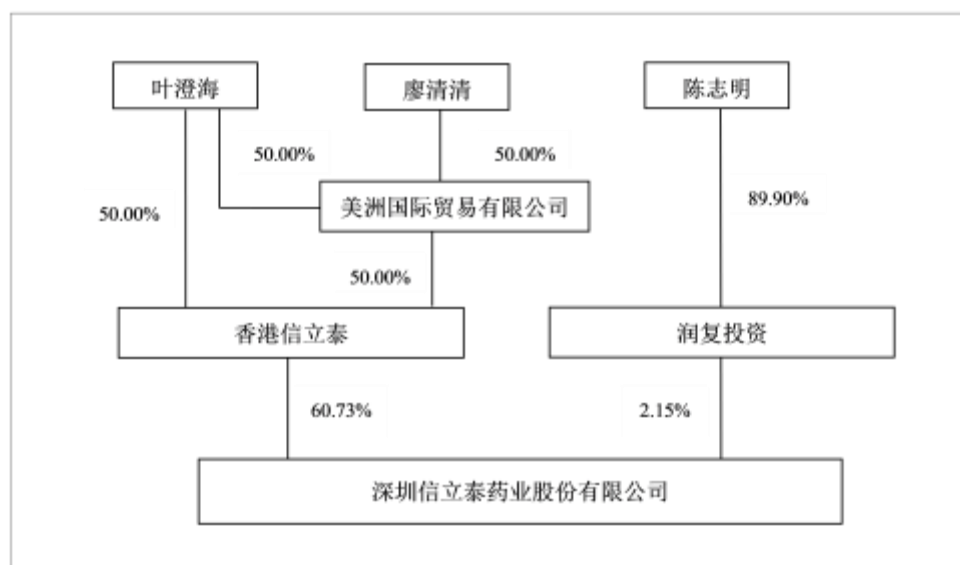 叶澄海
廖清清
陈志明
50.00%
50.00%
89.90%
美洲国际贸易有限公司
50.00%
50.00%
香港信立泰
润复投资
60.73%
2.15%
深圳信立泰药业股份有限公司